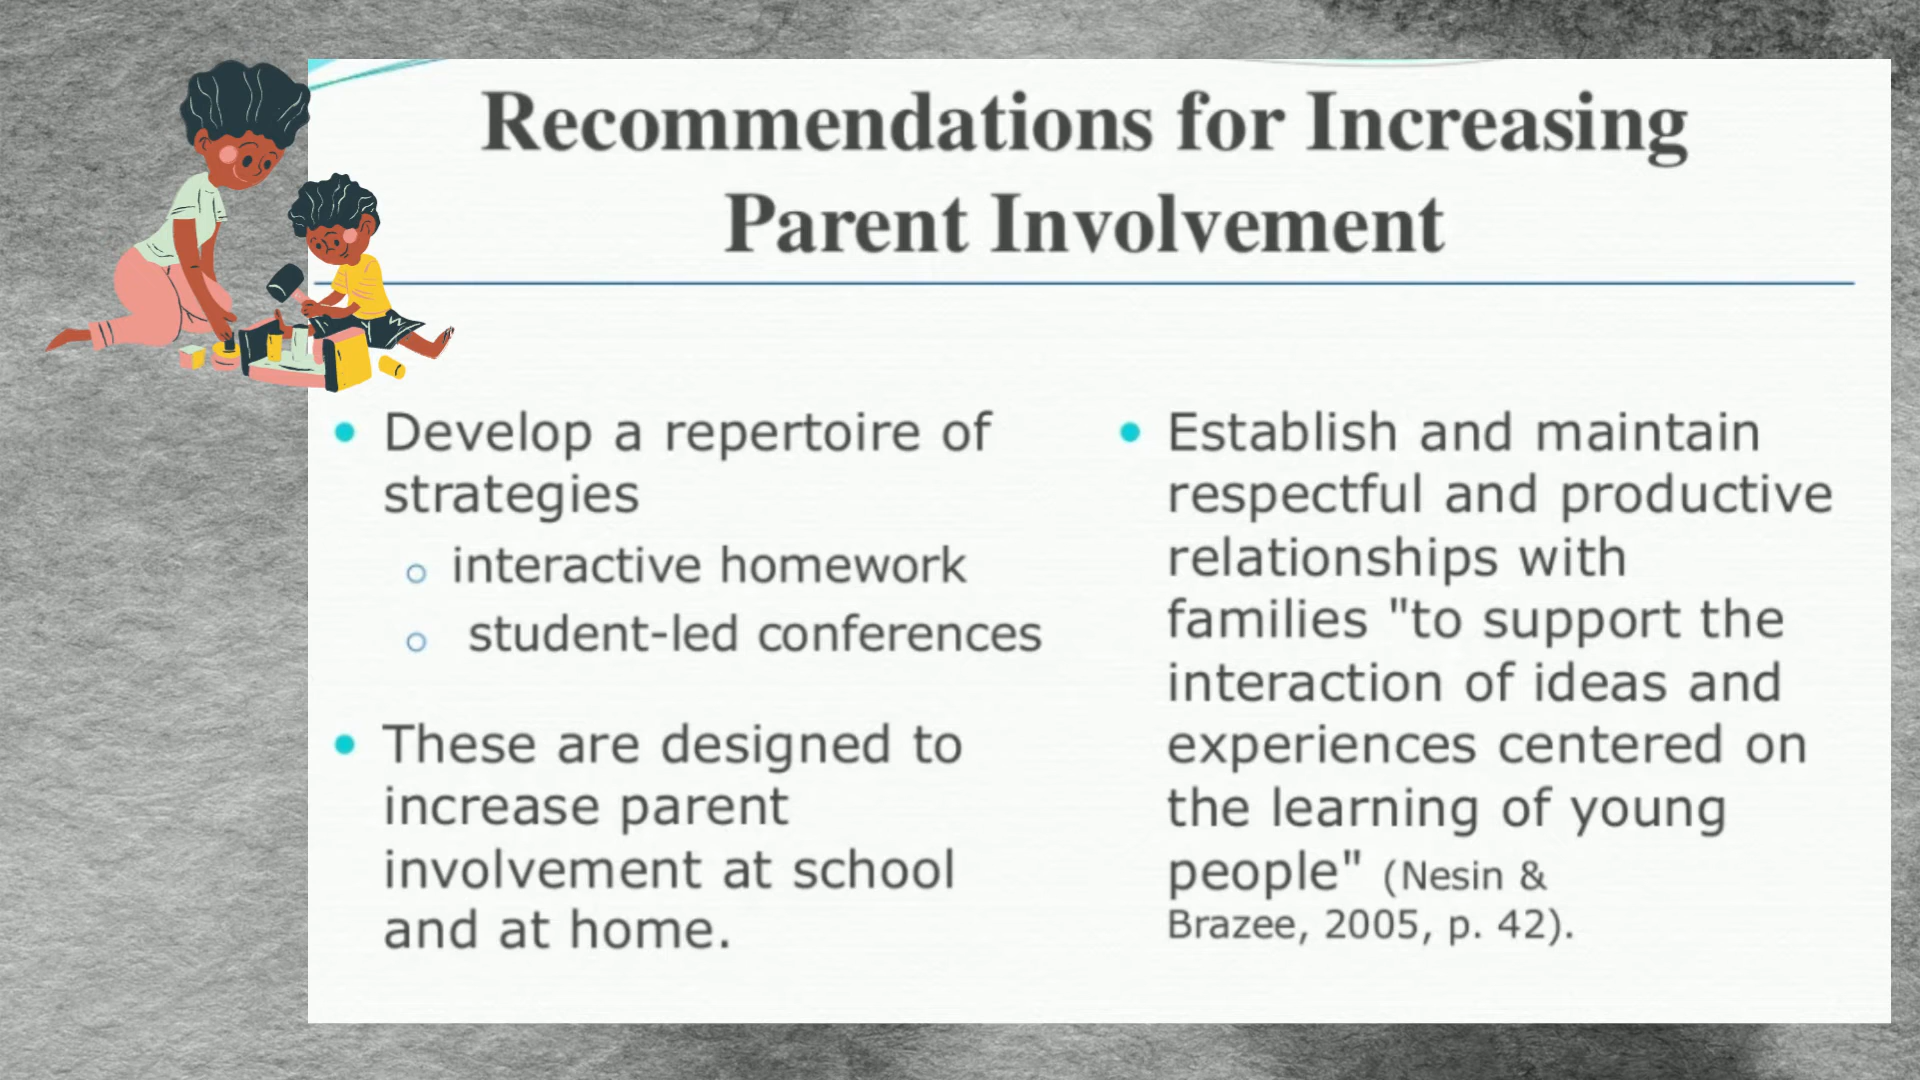 Recommendations for Increasing
Parent Involvement
• Develop a repertoire of
strategies
○ interactive homework
○ student-led conferences
• These are designed to
increase parent
involvement at school
and at home.
• Establish and maintain
respectful and productive
relationships with
families "to support the
interaction of ideas and
experiences centered on
the learning of young
people" (Nesin &
Brazee, 2005, p. 42).